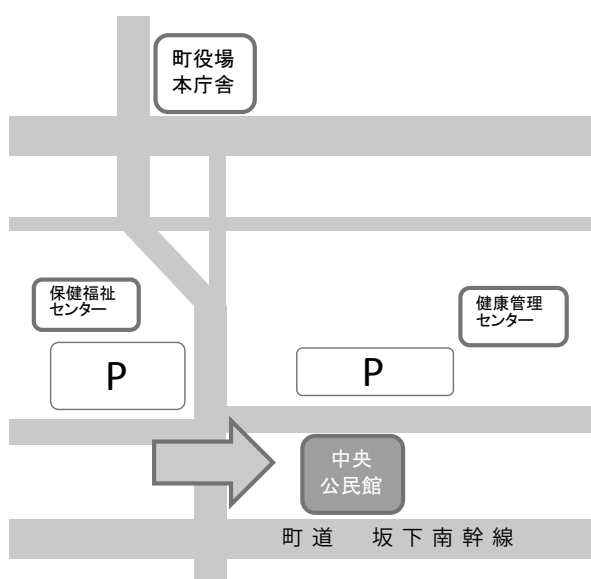 町役場
本庁舎
保健福祉
センター
健康管理
センター
P
P
中央
公民館
町道　坂下南幹線